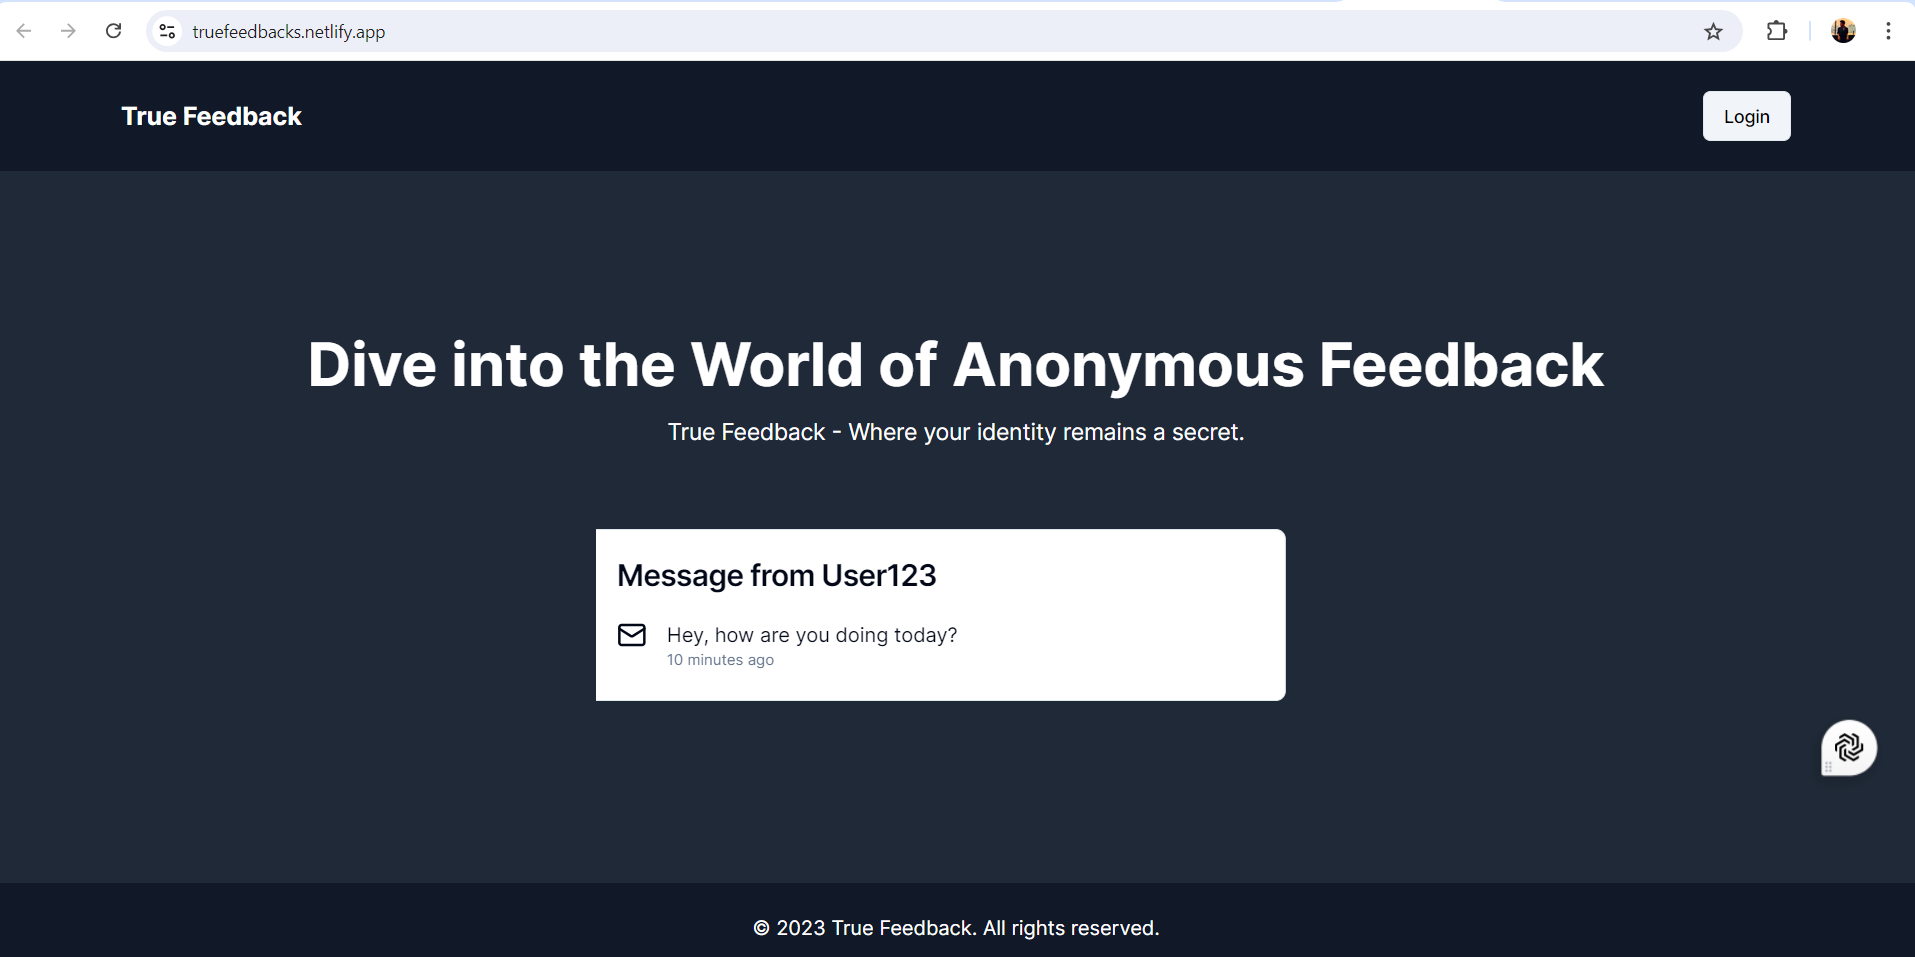 truefeedbacks.netlify.app
True Feedback
Login
Dive into the World of Anonymous Feedback
True Feedback - Where your identity remains a secret.
Message from User123
Hey, how are you doing today?
10 minutes ago
© 2023 True Feedback. All rights reserved.